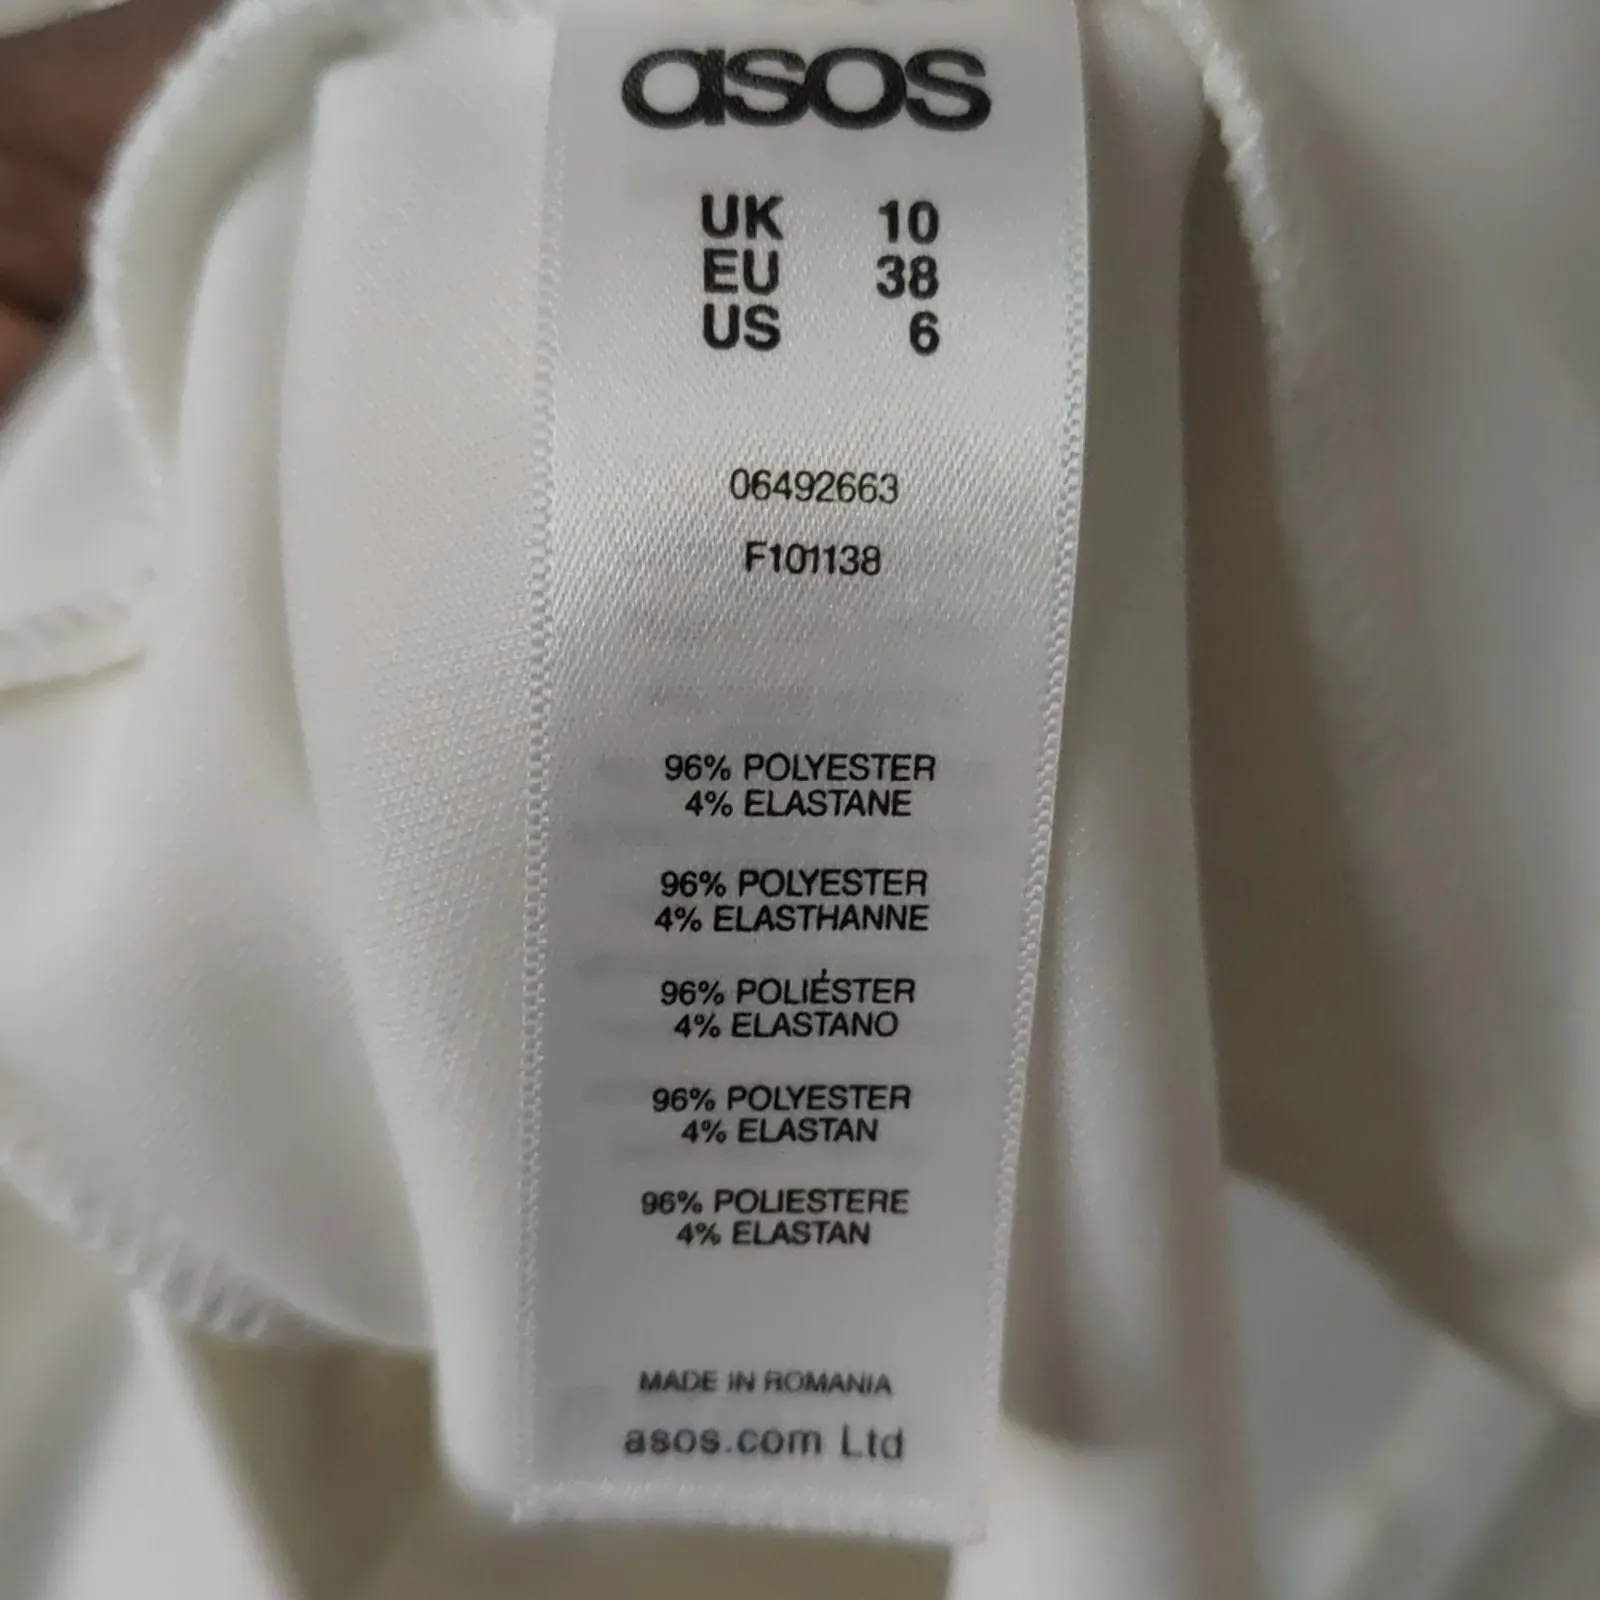 asos
UK 10
EU 38
US 6
06492663
F101138
96% POLYESTER
4% ELASTANE
96% POLYESTER
4% ELASTHANNE
96% POLIÉSTER
4% ELASTANO
96% POLYESTER
4% ELASTAN
96% POLIESTERE
4% ELASTAN
MADE IN ROMANIA
asos.com Ltd